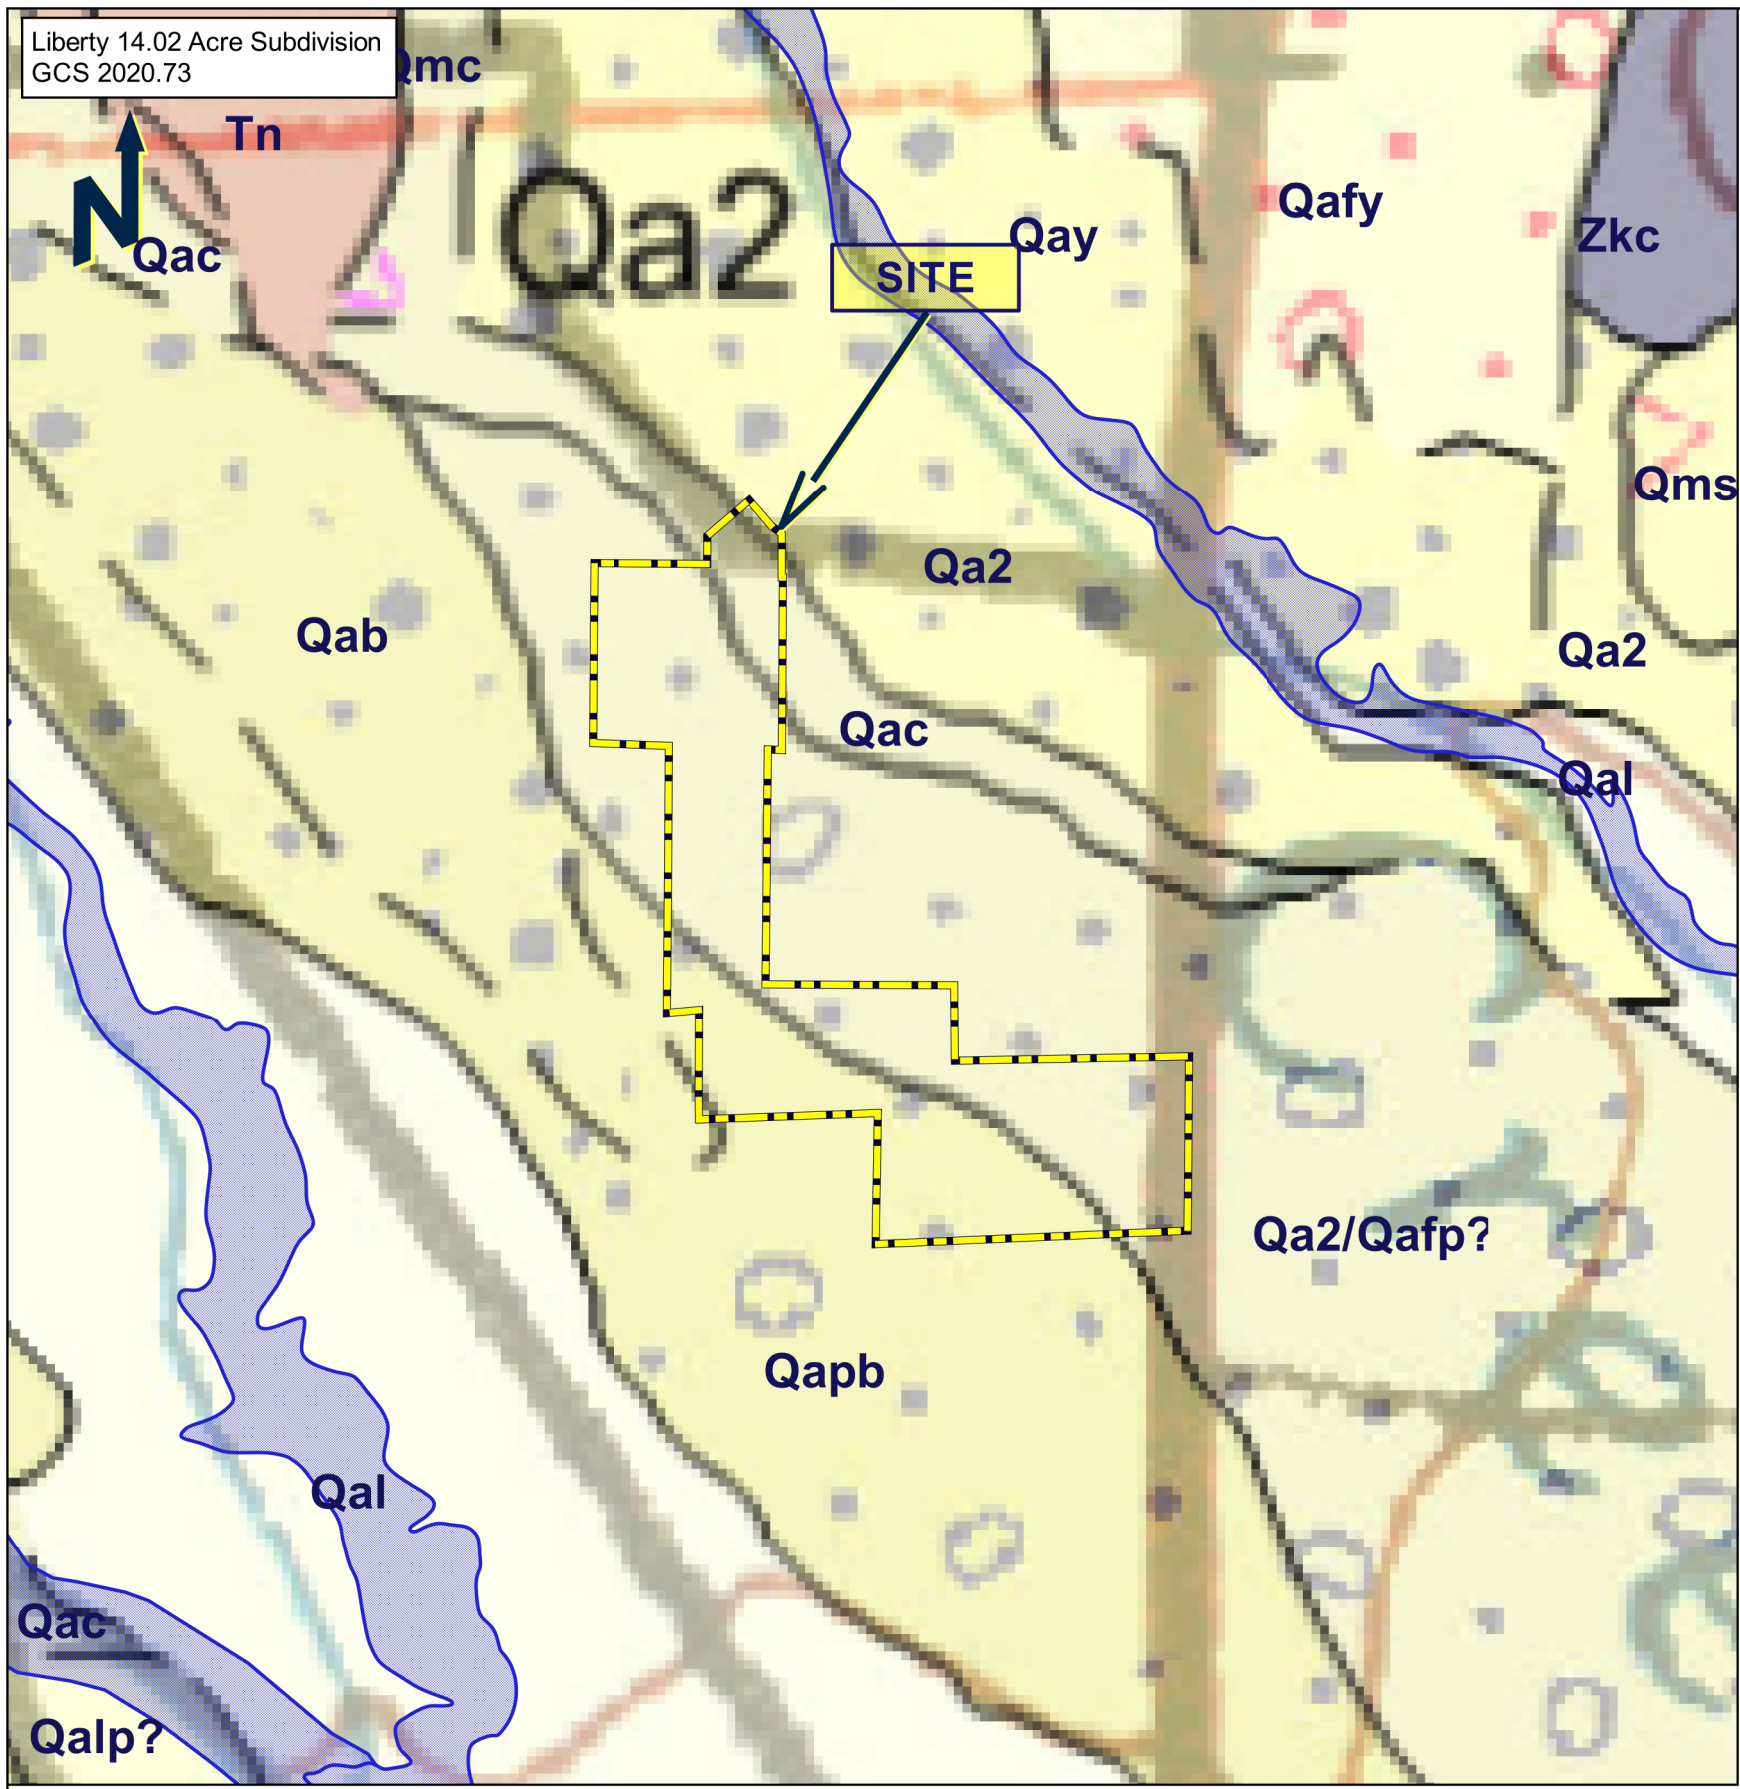 Liberty 14.02 Acre Subdivision
GCS 2020.73
Qmc
Tn
N
Qac
Qa2
Qay
Qafy
Zkc
SITE
Qms
Qa2
Qab
Qa2
Qac
Qal
Qa2/Qafp?
Qapb
Qal
Qac
Qalp?